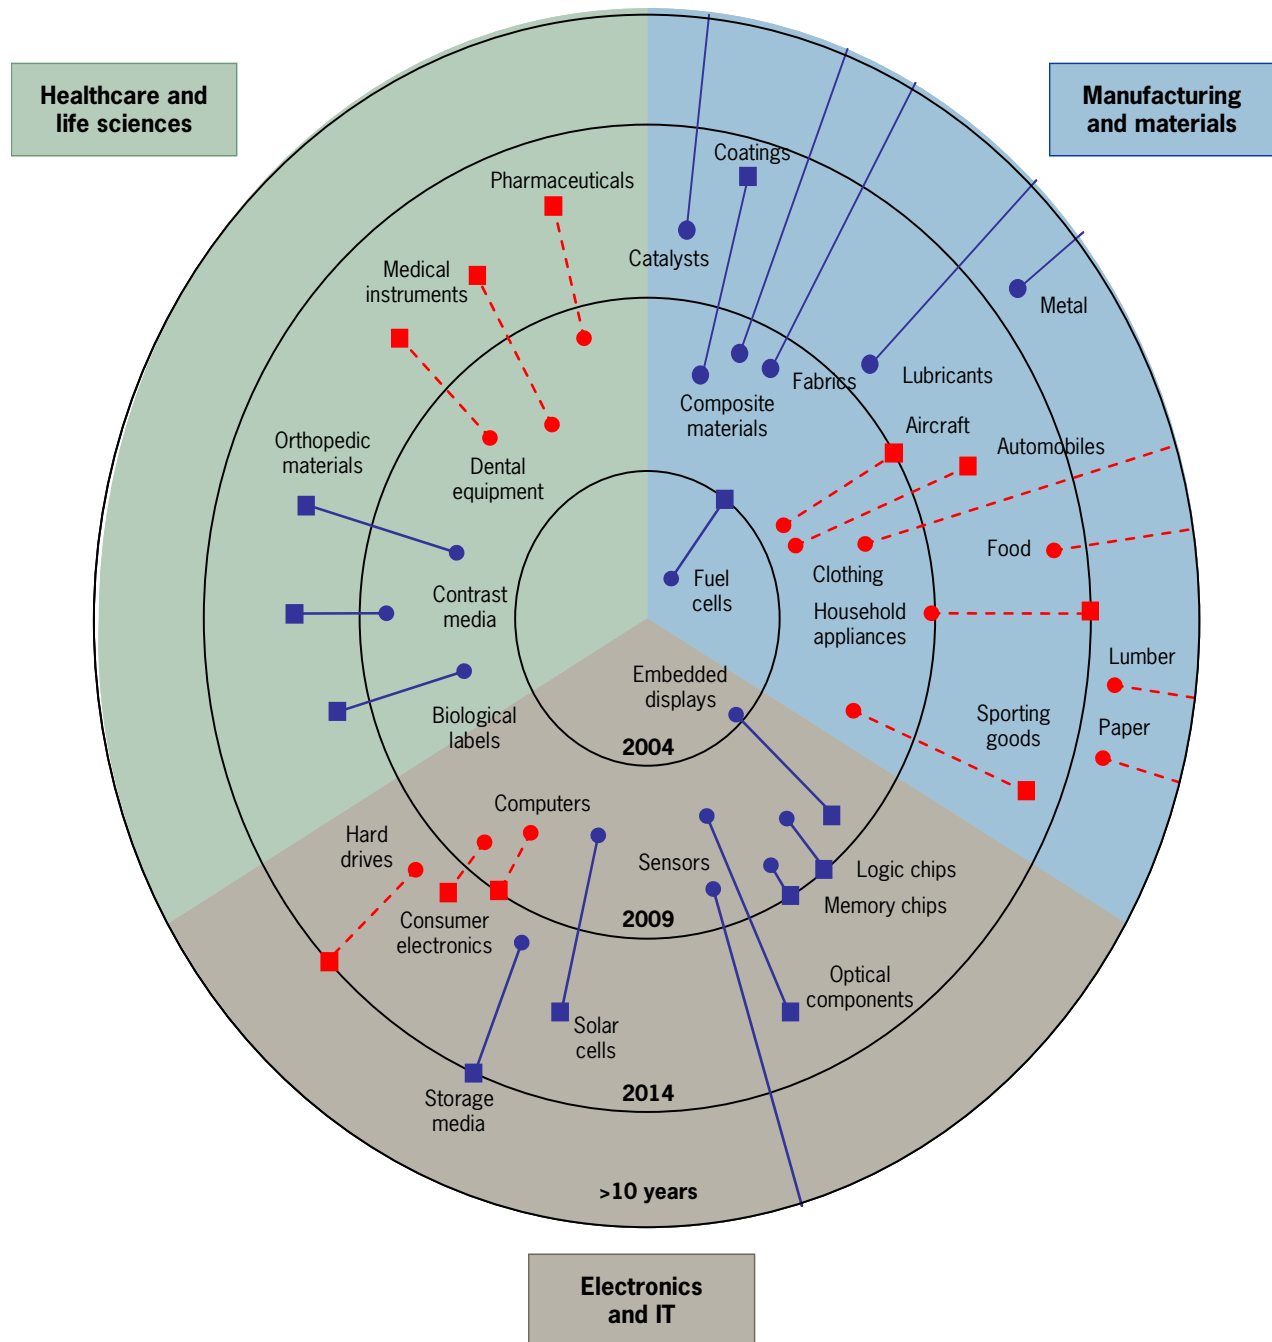 Healthcare and
life sciences
Manufacturing
and materials
Coatings
Pharmaceuticals
Catalysts
Medical
instruments
Metal
Lubricants
Fabrics
Composite
materials
Aircraft
Automobiles
Orthopedic
materials
Dental
equipment
Food
Clothing
Fuel
cells
Contrast
media
Household
appliances
Lumber
Embedded
displays
Sporting
goods
Paper
Biological
labels
2004
Computers
Hard
drives
Sensors
Logic chips
Memory chips
Consumer
electronics
2009
Optical
components
Solar
cells
2014
Storage
media
>10 years
Electronics
and IT